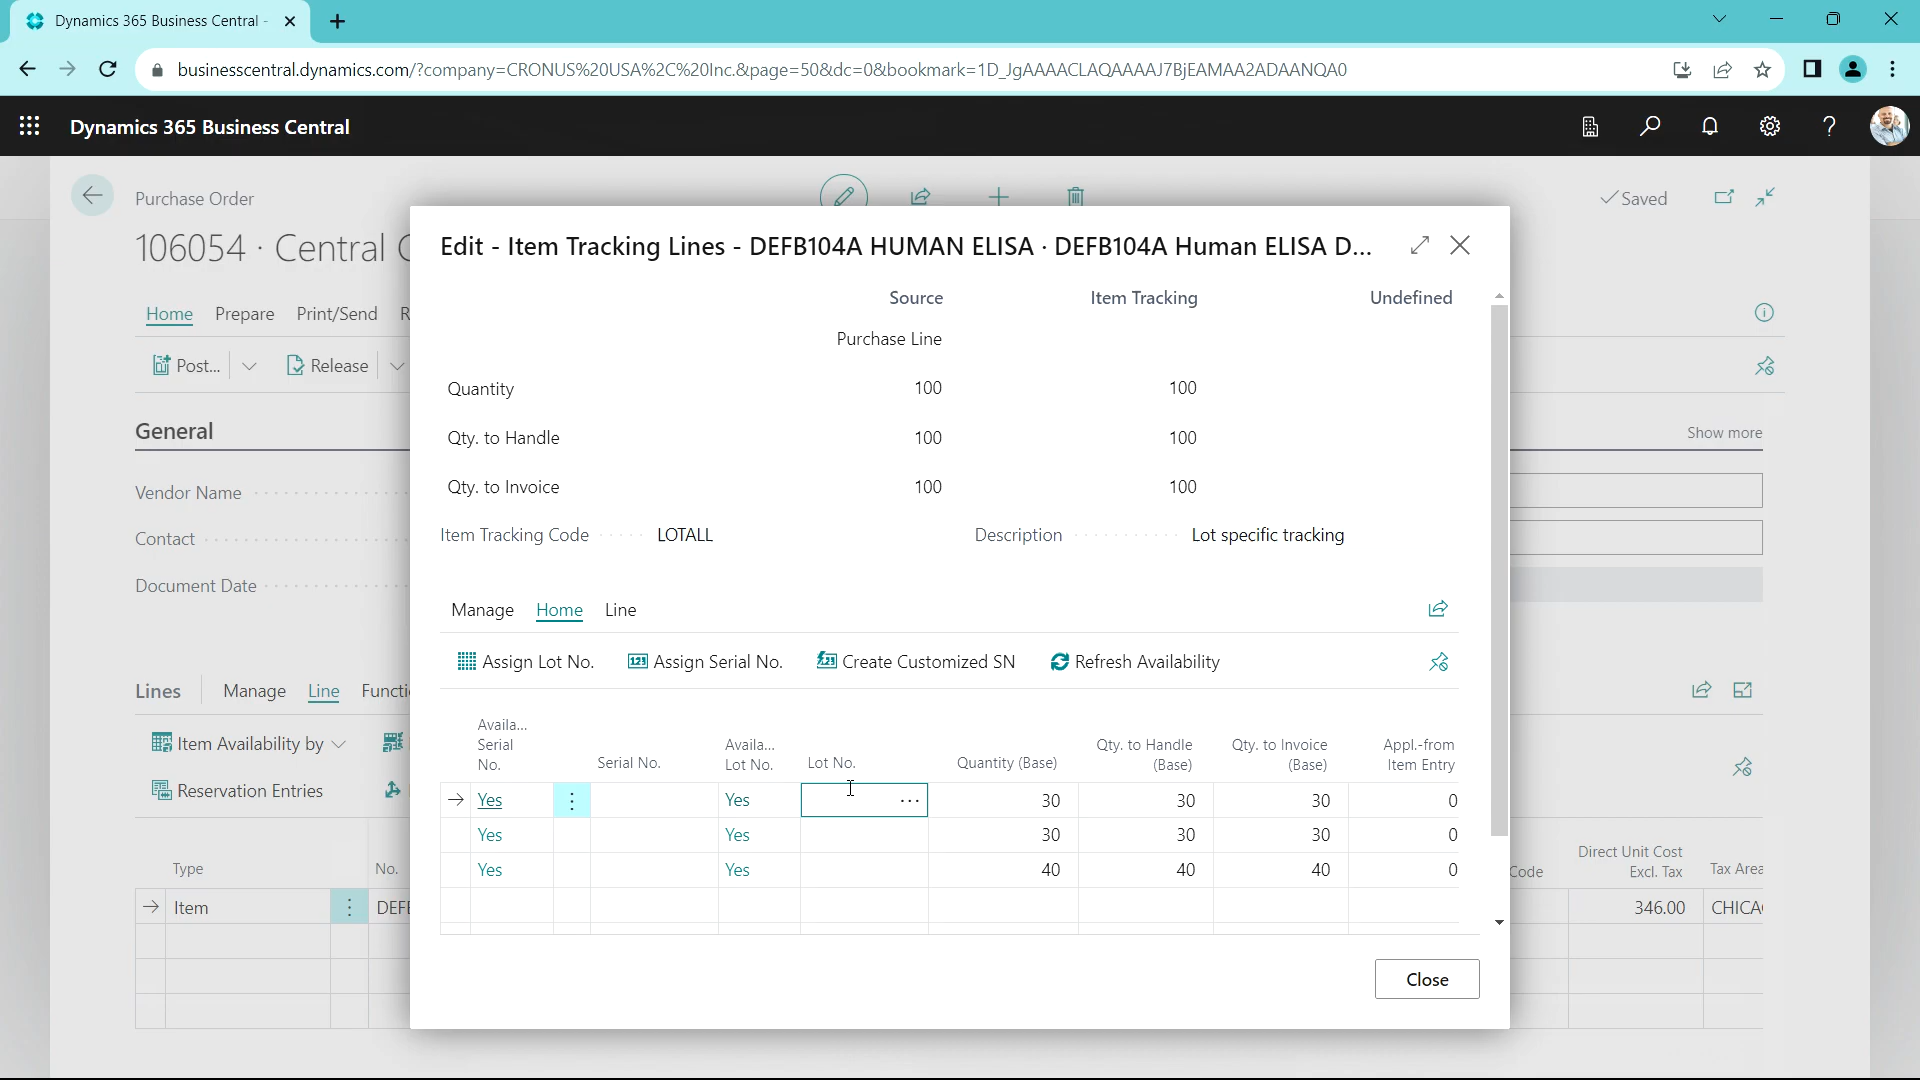 Dynamics 365 Business Central -
businesscentral.dynamics.com/?company=CRONUS%20USA%2C%20Inc.&page=50&dc=0&bookmark=1D_JgAAAACLAQAAAAJ7BjEAMAA2ADAANQA0
Dynamics 365 Business Central
Purchase Order
Saved
106054 · Central C
Home Prepare Print/Send R
Post... Release
General
Show more
Vendor Name
Contact
Document Date
Lines Manage Line Functi
Item Availability by
Reservation Entries
Type No.
Code Direct Unit Cost Excl. Tax Tax Area
Item DEFB 346.00 CHICA
Edit - Item Tracking Lines - DEFB104A HUMAN ELISA · DEFB104A Human ELISA D...
Source Item Tracking Undefined
Purchase Line
Quantity 100 100
Qty. to Handle 100 100
Qty. to Invoice 100 100
Item Tracking Code LOTALL Description Lot specific tracking
Manage Home Line
Assign Lot No. Assign Serial No. Create Customized SN Refresh Availability
Availa... Serial No. Serial No. Availa... Lot No. Lot No. Quantity (Base) Qty. to Handle (Base) Qty. to Invoice (Base) Appl.-from Item Entry
Yes Yes ... 30 30 30 0
Yes Yes 30 30 30 0
Yes Yes 40 40 40 0
Close